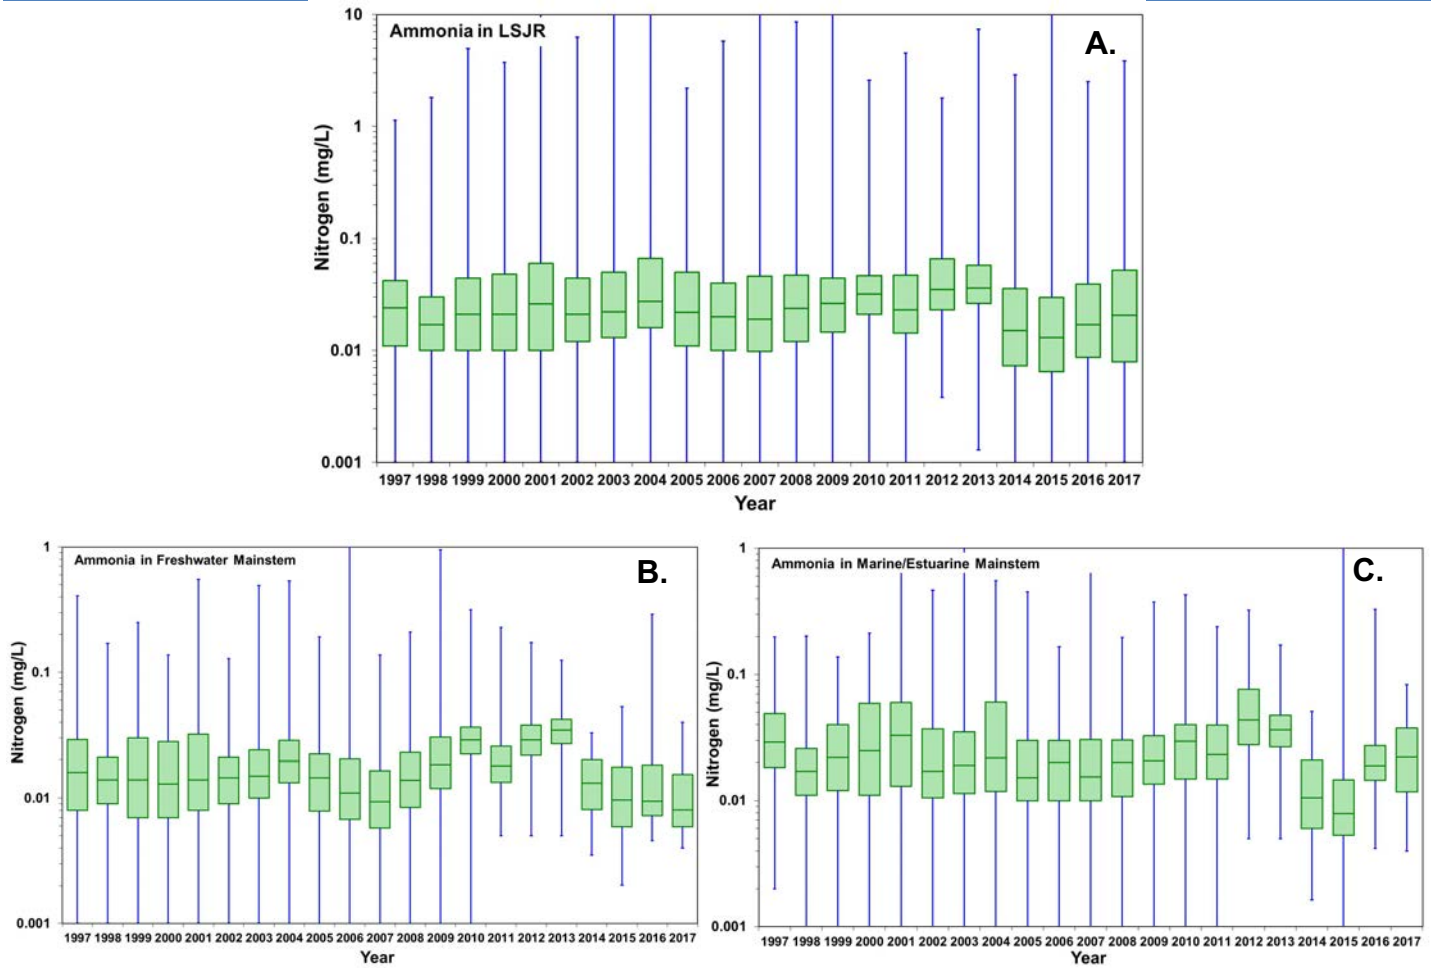 Ammonia in LSJR
A.
Nitrogen (mg/L)
10
1
0.1
0.01
0.001
1997 1998 1999 2000 2001 2002 2003 2004 2005 2006 2007 2008 2009 2010 2011 2012 2013 2014 2015 2016 2017
Year
Ammonia in Freshwater Mainstem
B.
Nitrogen (mg/L)
1
0.1
0.01
0.001
1997 1998 1999 2000 2001 2002 2003 2004 2005 2006 2007 2008 2009 2010 2011 2012 2013 2014 2015 2016 2017
Year
Ammonia in Marine/Estuarine Mainstem
C.
Nitrogen (mg/L)
1
0.1
0.01
0.001
1997 1998 1999 2000 2001 2002 2003 2004 2005 2006 2007 2008 2009 2010 2011 2012 2013 2014 2015 2016 2017
Year